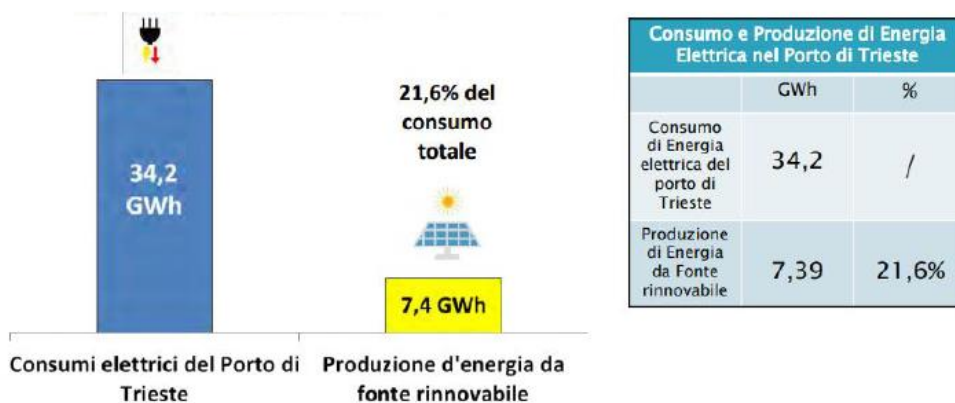 34,2
GWh
21,6% del
consumo
totale
7,4 GWh
Consumi elettrici del Porto di
Trieste
Produzione d'energia da
fonte rinnovabile
Consumo e Produzione di Energia
Elettrica nel Porto di Trieste
GWh %
Consumo
di Energia
elettrica del
porto di
Trieste
34,2 /
Produzione
di Energia
da Fonte
rinnovabile
7,39 21,6%